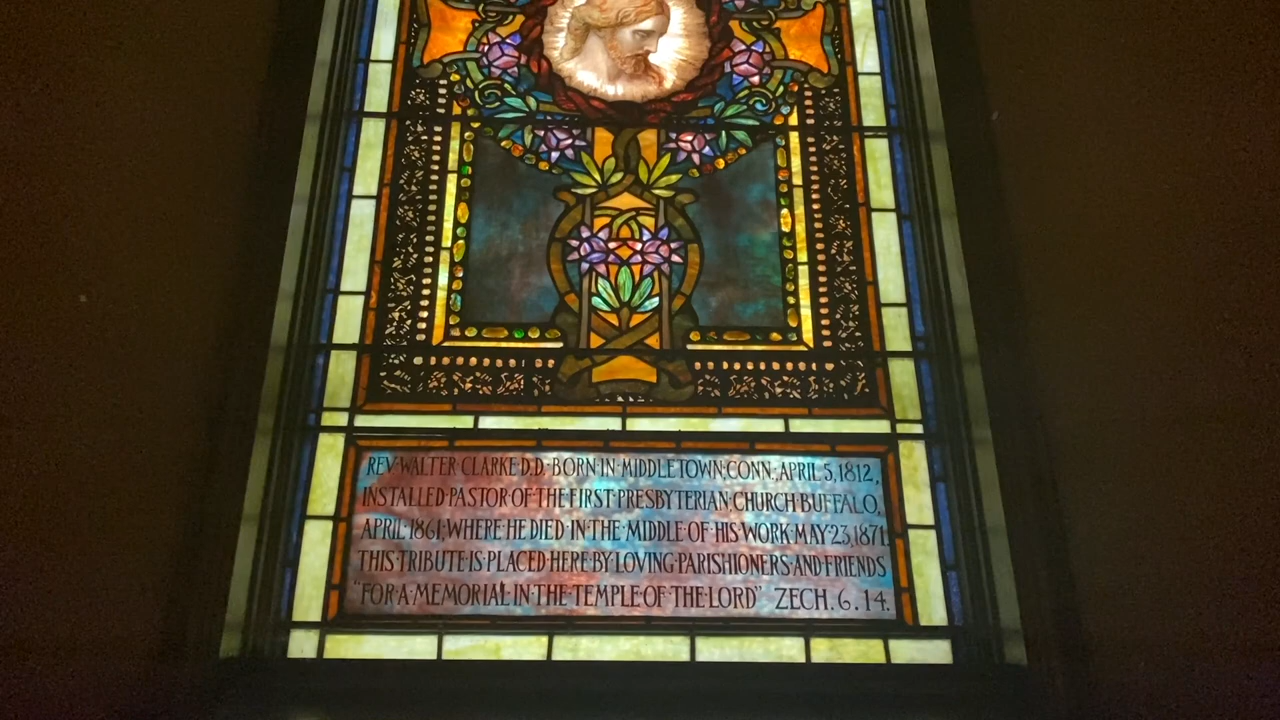 REV·WALTER·CLARKE·D.D.·BORN·IN·MIDDLETOWN,CONN.,APRIL 5,1812,
INSTALLED·PASTOR·OF·THE·FIRST·PRESBYTERIAN·CHURCH·BUFFALO,
APRIL·1861,WHERE·HE·DIED·IN·THE·MIDDLE·OF·HIS·WORK·MAY·23,1871.
THIS·TRIBUTE·IS·PLACED·HERE·BY·LOVING·PARISHIONERS·AND·FRIENDS
"FOR·A·MEMORIAL·IN·THE·TEMPLE·OF·THE·LORD" ZECH. 6. 14.